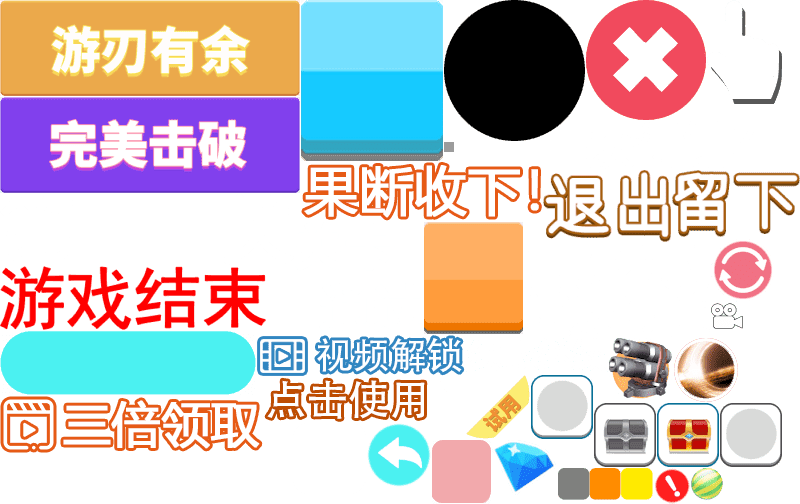 游刃有余
完美击破
果断收下!
退出留下
游戏结束
视频解锁
点击使用
三倍领取
试用